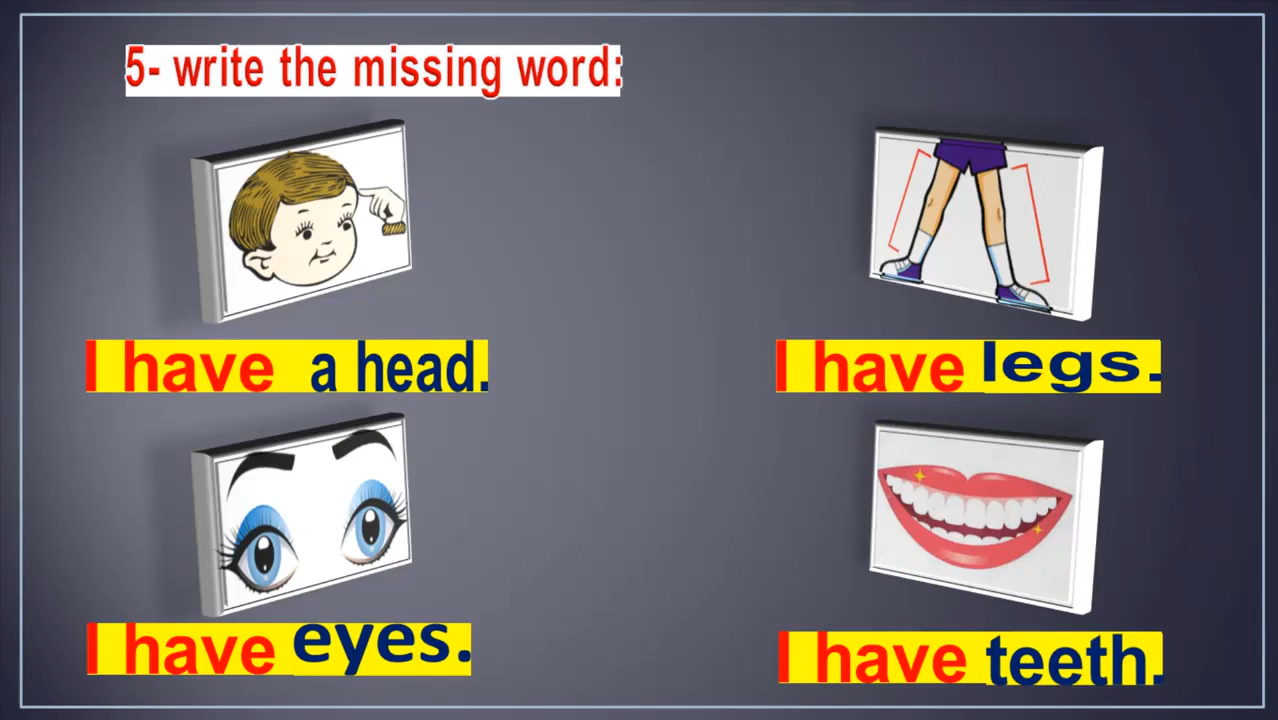 5- write the missing word:
I have a head.
I have legs.
I have eyes.
I have teeth.